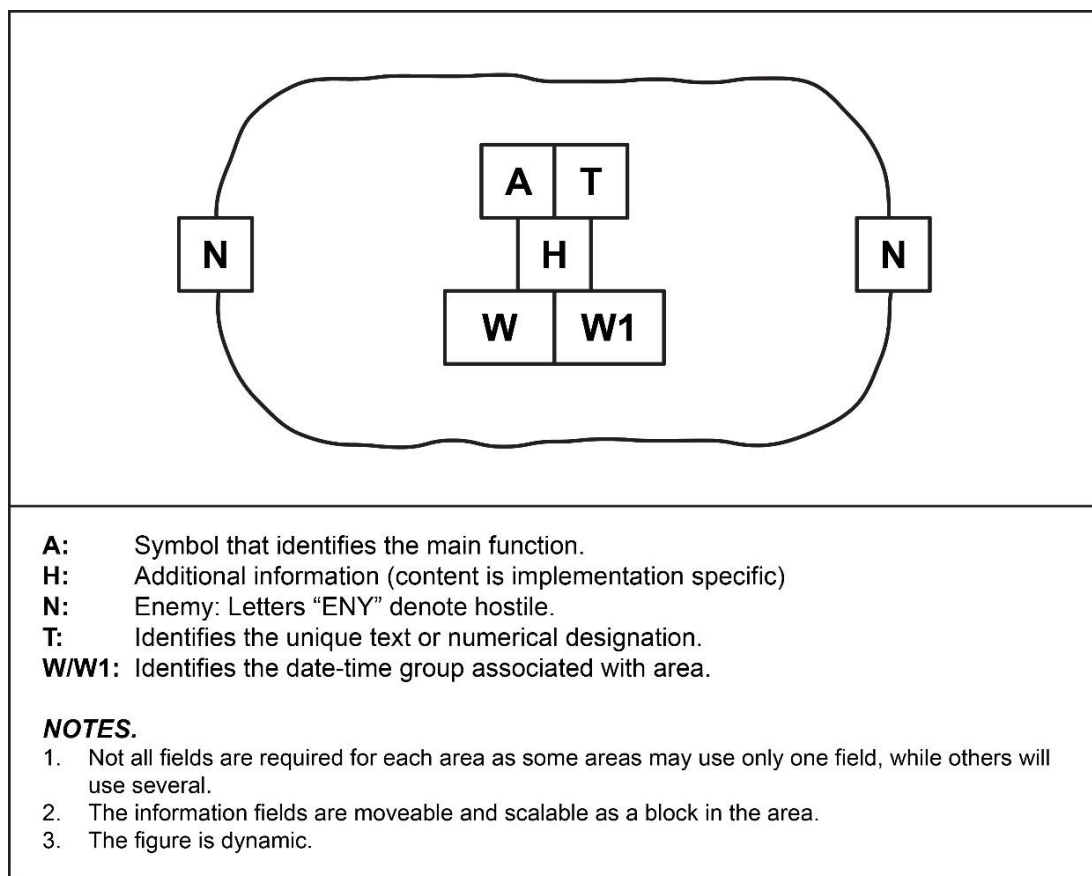 A T
N H N
W W1
A: Symbol that identifies the main function.
H: Additional information (content is implementation specific)
N: Enemy: Letters “ENY” denote hostile.
T: Identifies the unique text or numerical designation.
W/W1: Identifies the date-time group associated with area.
NOTES.
1. Not all fields are required for each area as some areas may use only one field, while others will
use several.
2. The information fields are moveable and scalable as a block in the area.
3. The figure is dynamic.